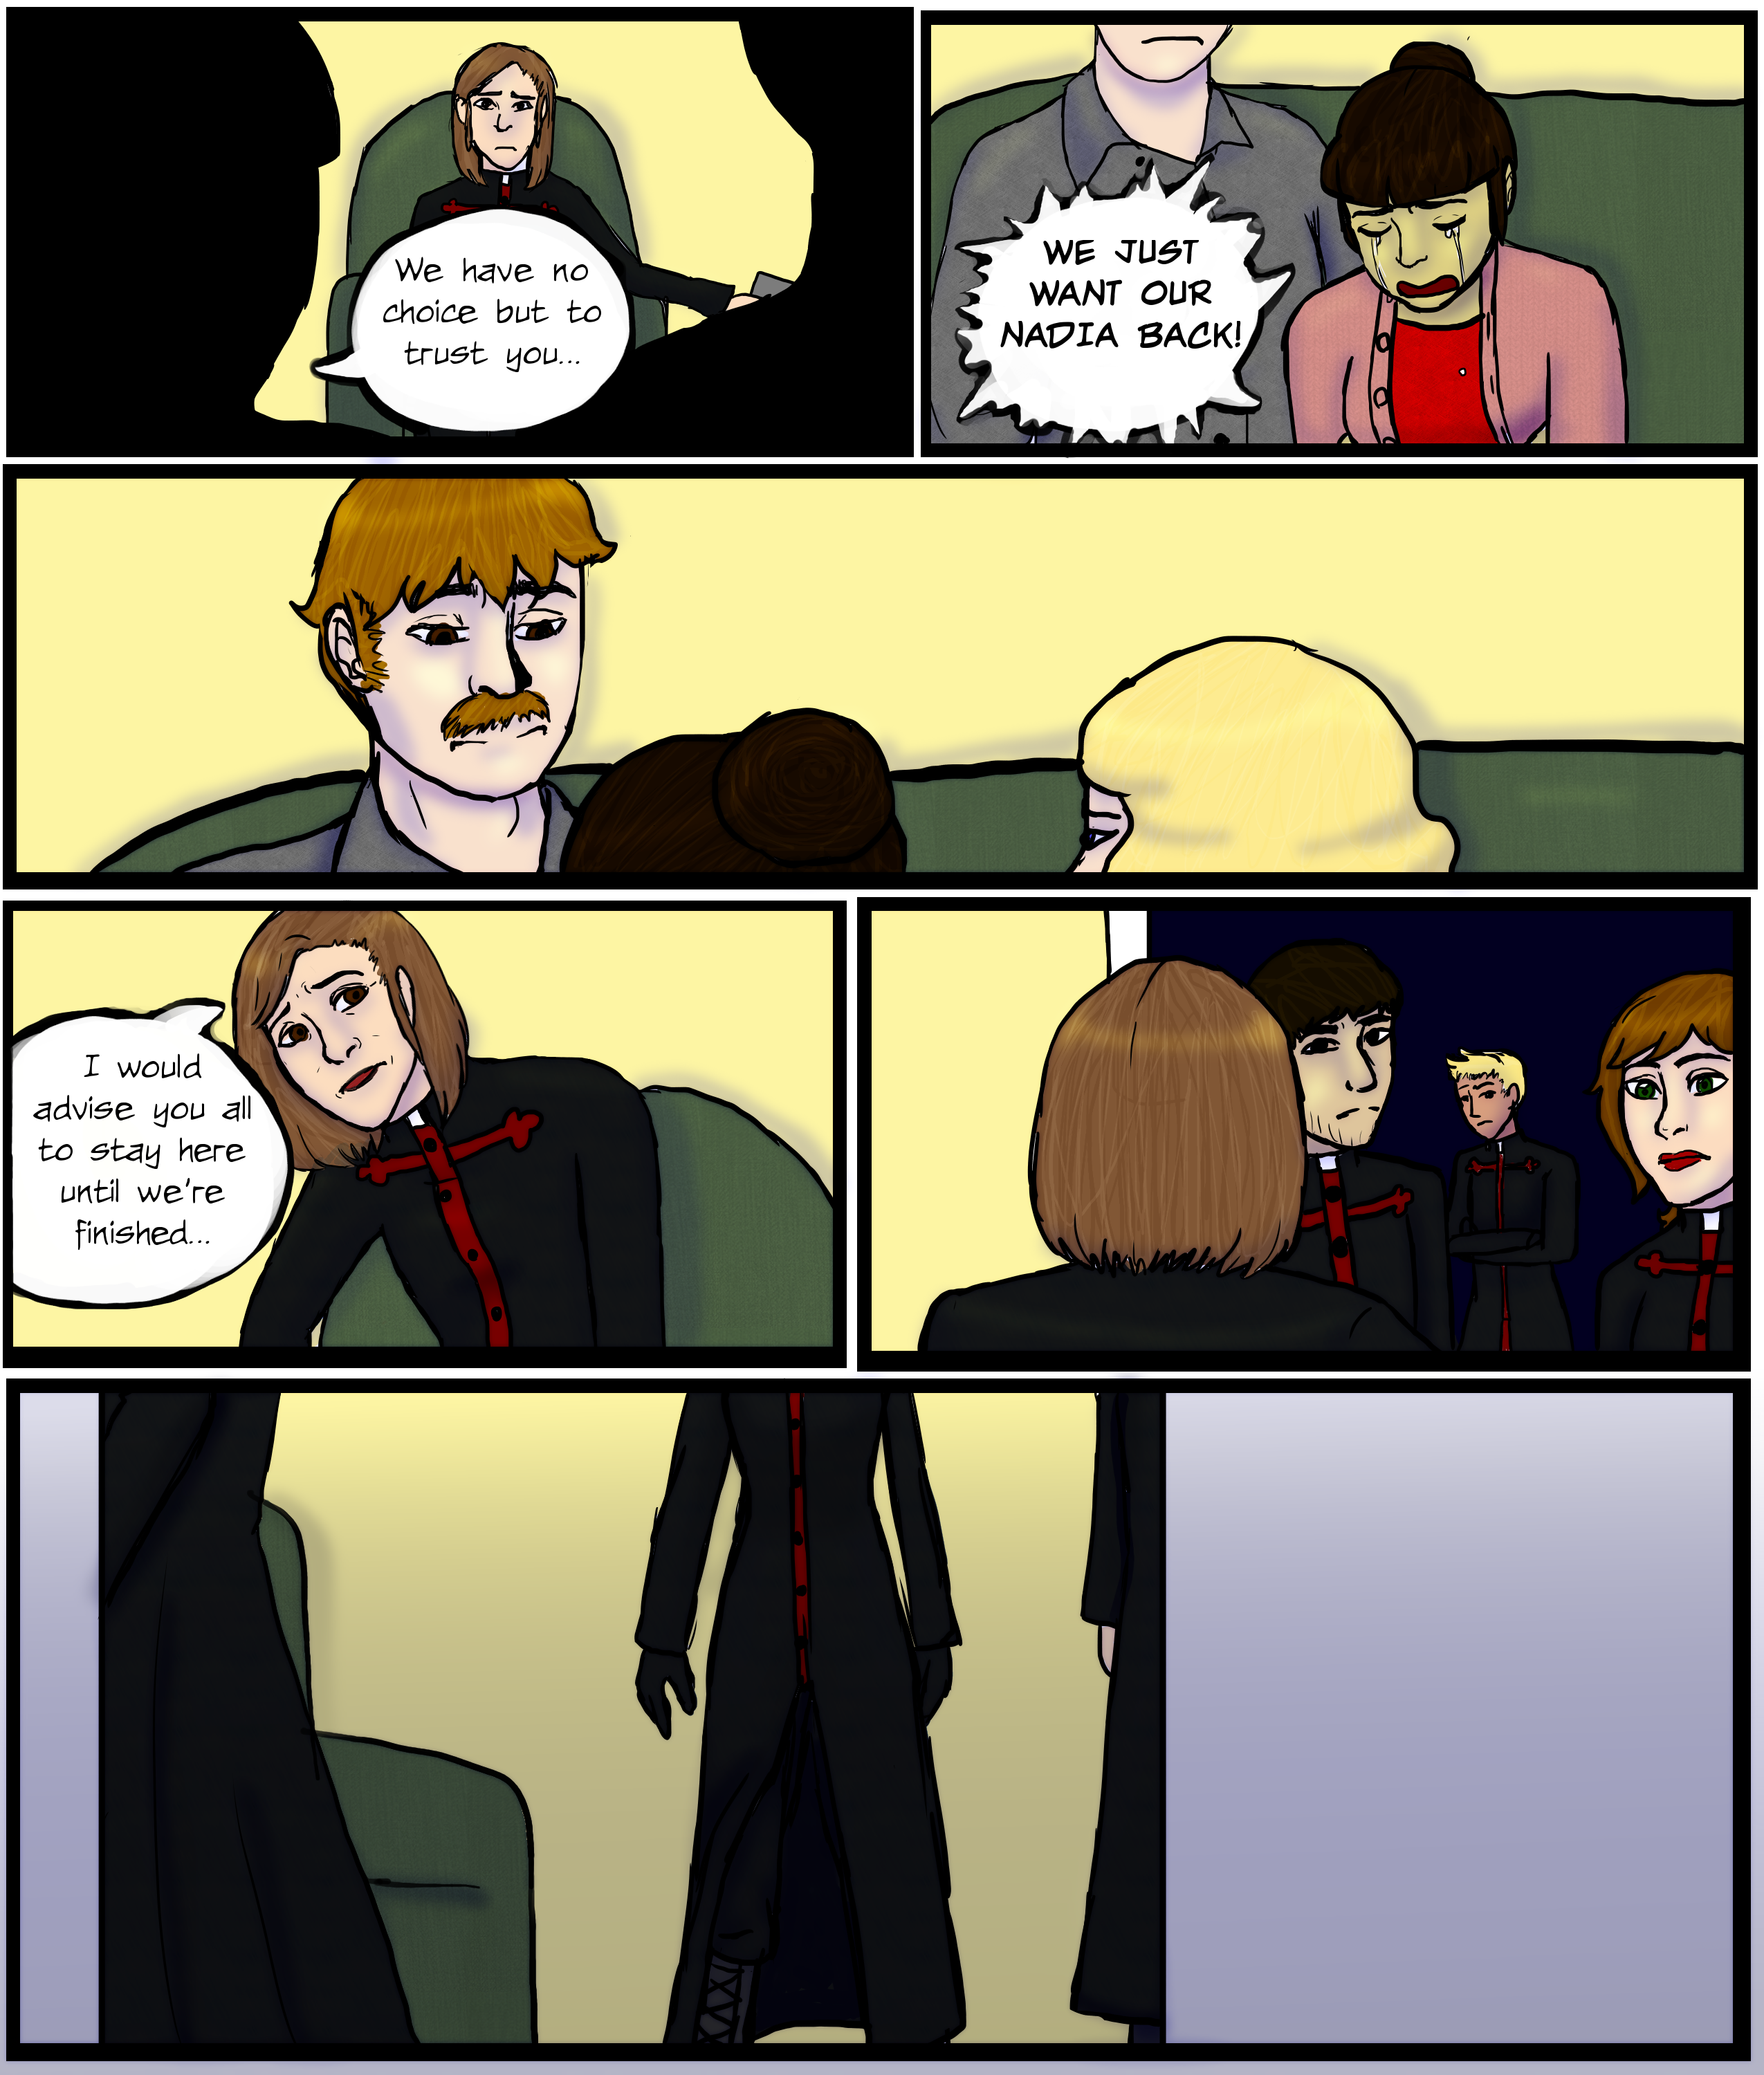 We have no
choice but to
trust you...
WE JUST
WANT OUR
NADIA BACK!
I would
advise you all
to stay here
until we're
finished...